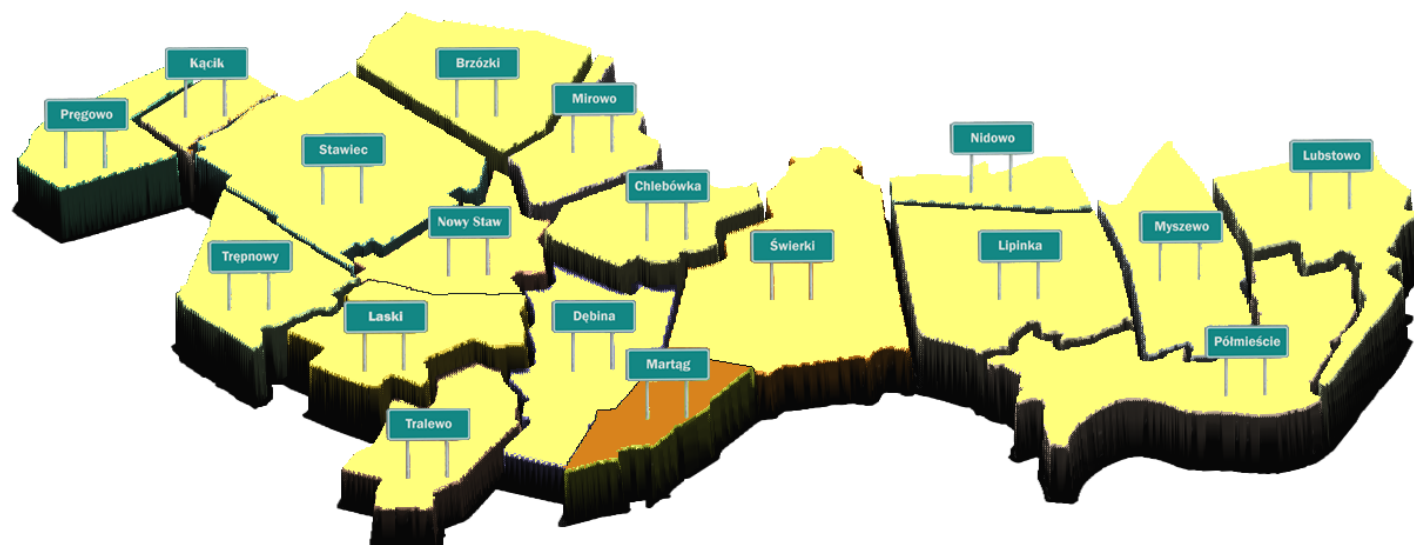 Kącik
Brzózki
Pręgowo
Mirowo
Stawiec
Nidowo
Lubstowo
Chlebówka
Nowy Staw
Myszewo
Trępnowy
Świerki
Lipinka
Laski
Dębina
Półmieście
Martąg
Tralewo